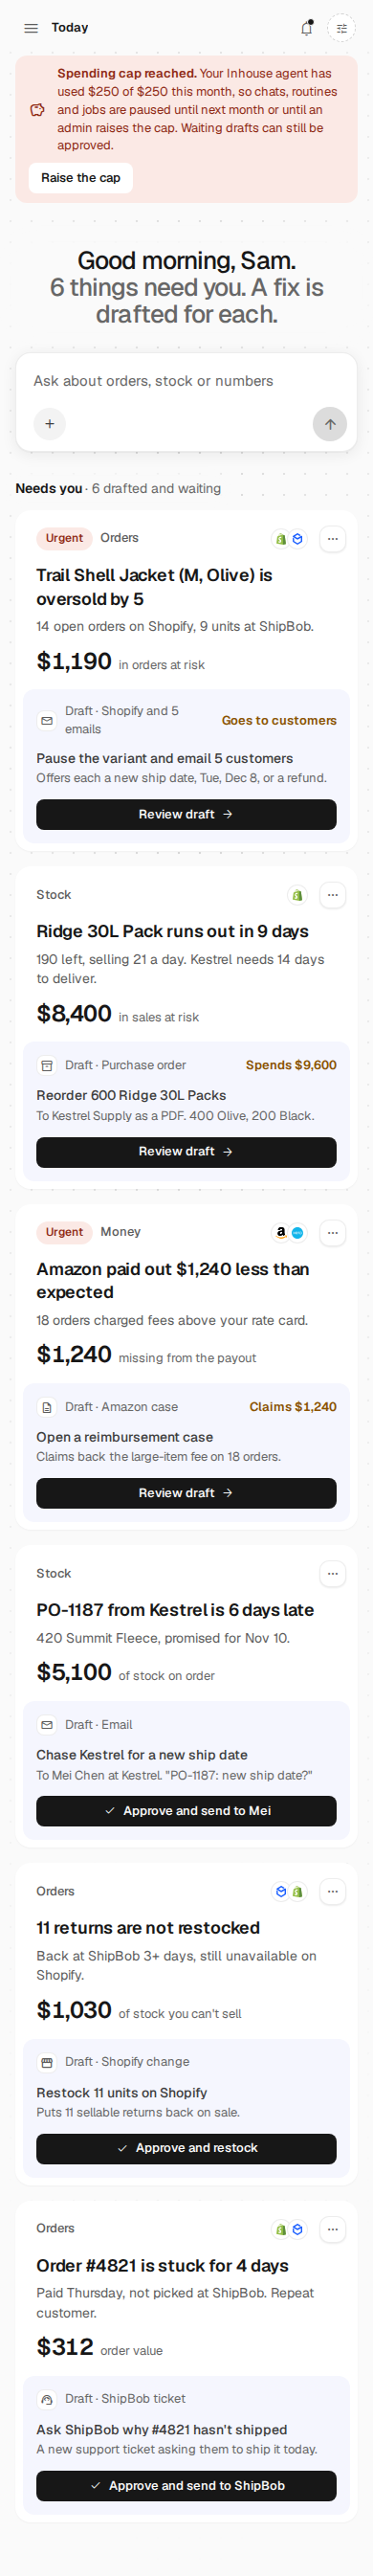 Today
Spending cap reached. Your Inhouse agent has
used $250 of $250 this month, so chats, routines
and jobs are paused until next month or until an
admin raises the cap. Waiting drafts can still be
approved.
Raise the cap
Good morning, Sam.
6 things need you. A fix is
drafted for each.
Ask about orders, stock or numbers
Needs you · 6 drafted and waiting
Urgent Orders
Trail Shell Jacket (M, Olive) is
oversold by 5
14 open orders on Shopify, 9 units at ShipBob.
$1,190 in orders at risk
Draft · Shopify and 5
emails
Goes to customers
Pause the variant and email 5 customers
Offers each a new ship date, Tue, Dec 8, or a refund.
Review draft →
Stock
Ridge 30L Pack runs out in 9 days
190 left, selling 21 a day. Kestrel needs 14 days
to deliver.
$8,400 in sales at risk
Draft · Purchase order Spends $9,600
Reorder 600 Ridge 30L Packs
To Kestrel Supply as a PDF. 400 Olive, 200 Black.
Review draft →
Urgent Money
Amazon paid out $1,240 less than
expected
18 orders charged fees above your rate card.
$1,240 missing from the payout
Draft · Amazon case Claims $1,240
Open a reimbursement case
Claims back the large-item fee on 18 orders.
Review draft →
Stock
PO-1187 from Kestrel is 6 days late
420 Summit Fleece, promised for Nov 10.
$5,100 of stock on order
Draft · Email
Chase Kestrel for a new ship date
To Mei Chen at Kestrel. "PO-1187: new ship date?"
Approve and send to Mei
Orders
11 returns are not restocked
Back at ShipBob 3+ days, still unavailable on
Shopify.
$1,030 of stock you can't sell
Draft · Shopify change
Restock 11 units on Shopify
Puts 11 sellable returns back on sale.
Approve and restock
Orders
Order #4821 is stuck for 4 days
Paid Thursday, not picked at ShipBob. Repeat
customer.
$312 order value
Draft · ShipBob ticket
Ask ShipBob why #4821 hasn't shipped
A new support ticket asking them to ship it today.
Approve and send to ShipBob